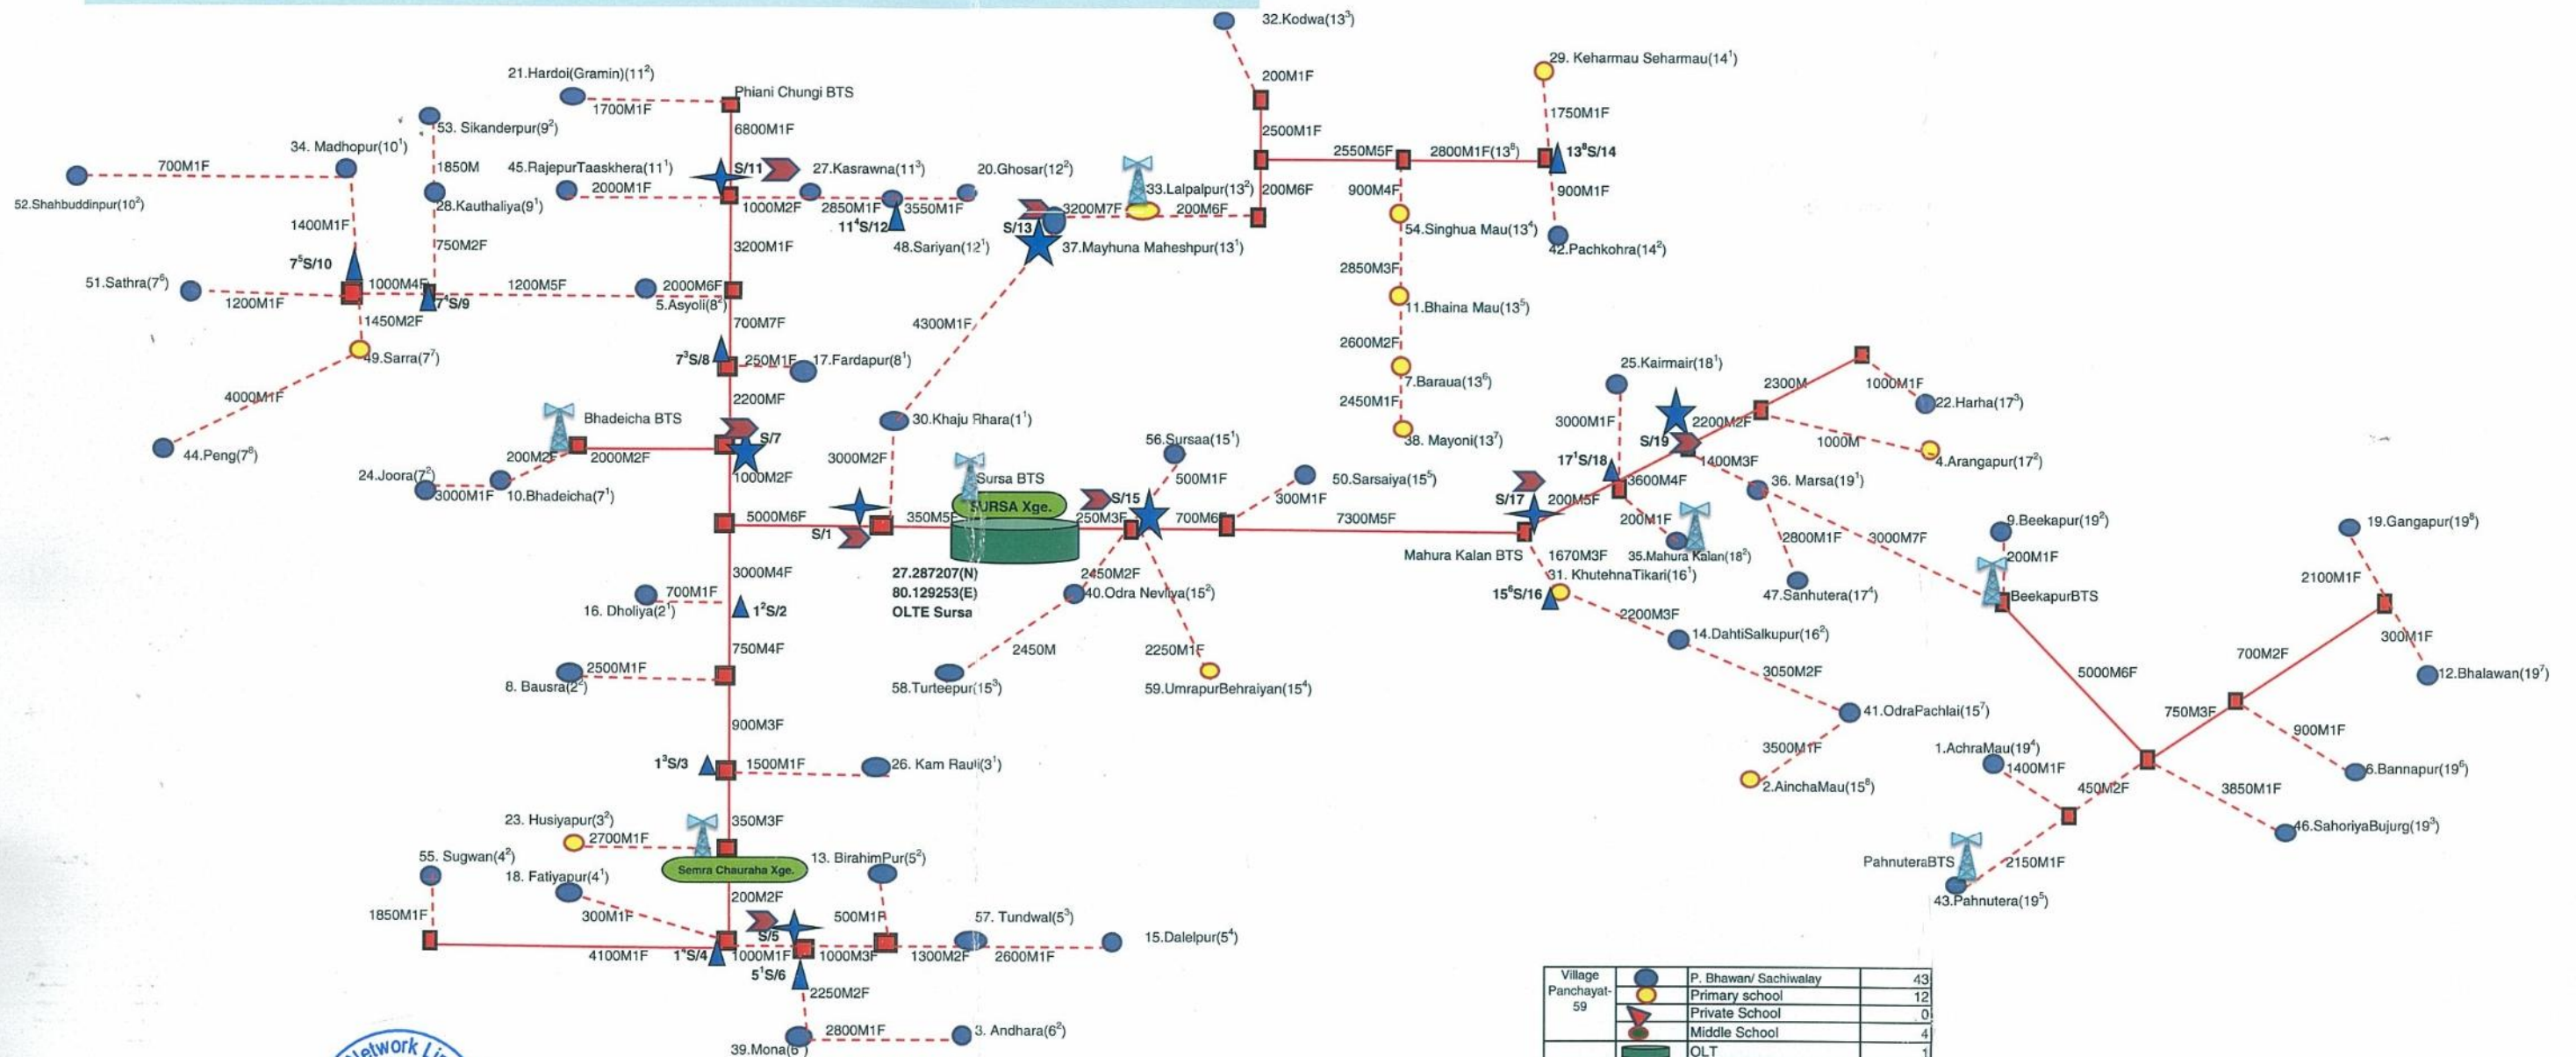 32.Kodwa(13³)
29. Keharmau Seharmau(14¹)
21.Hardoi(Gramin)(11²)
200M1F
Phiani Chungi BTS
1700M1F
1750M1F
53. Sikanderpur(9²)
6800M1F
2500M1F
34. Madhopur(10¹)
2550M5F
2800M1F(13⁸)
13⁸S/14
700M1F
1850M
45.RajepurTaaskhera(11¹)
S/11
27.Kasrawna(11³)
20.Ghosar(12²)
2000M1F
33.Lalpalpur(13²)
200M6F
900M4F
900M1F
52.Shahbuddinpur(10²)
28.Kauthaliya(9¹)
1000M2F
2850M1F
3550M1F
3200M7F
200M6F
1400M1F
11⁴S/12
S/13
54.Singhua Mau(13⁴)
750M2F
3200M1F
48.Sariyan(12¹)
37.Mayhuna Maheshpur(13¹)
42.Pachkohra(14²)
7⁵S/10
2850M3F
51.Sathra(7⁶)
1000M4F
1200M5F
2000M6F
1200M1F
7⁴S/9
5.Asyoli(8²)
11.Bhaina Mau(13⁵)
1450M2F
700M7F
4300M1F
2600M2F
49.Sarra(7⁷)
7³S/8
250M1F
17.Fardapur(8¹)
25.Kairmair(18¹)
7.Baraua(13⁶)
2300M
1000M1F
4000M1F
2200MF
2450M1F
22.Harha(17³)
Bhadeicha BTS
30.Khaju Rhara(1¹)
3000M1F
2200M2F
S/7
56.Sursaa(15¹)
38. Mayoni(13⁷)
S/19
1000M
44.Peng(7⁸)
200M2F
2000M2F
3000M2F
17¹S/18
1400M3F
4.Arangapur(17²)
24.Joora(7²)
1000M2F
Sursa BTS
500M1F
50.Sarsaiya(15⁵)
3600M4F
36. Marsa(19¹)
3000M1F
10.Bhadeicha(7¹)
SURSA Xge.
S/15
300M1F
S/17
200M5F
5000M6F
350M5F
250M3F
700M6F
7300M5F
200M1F
9.Beekapur(19²)
19.Gangapur(19⁸)
S/1
2800M1F
3000M7F
Mahura Kalan BTS
1670M3F
35.Mahura Kalan(18²)
200M1F
3000M4F
27.287207(N)
2450M2F
31. KhutehnaTikari(16¹)
2100M1F
700M1F
80.129253(E)
40.Odra Nevliya(15²)
15⁶S/16
47.Sanhutera(17⁴)
BeekapurBTS
16. Dholiya(2¹)
1²S/2
OLTE Sursa
2200M3F
14.DahtiSalkupur(16²)
300M1F
750M4F
2450M
2250M1F
700M2F
2500M1F
3050M2F
5000M6F
12.Bhalawan(19⁷)
8. Bausra(2²)
58.Turteepur(15³)
59.UmrapurBehraiyan(15⁴)
41.OdraPachlai(15⁷)
750M3F
900M3F
900M1F
3500M1F
1.AchraMau(19⁴)
1³S/3
1500M1F
26. Kam Rauli(3¹)
1400M1F
6.Bannapur(19⁶)
2.AinchaMau(15⁸)
450M2F
3850M1F
23. Husiyapur(3²)
350M3F
2700M1F
46.SahoriyaBujurg(19³)
55. Sugwan(4²)
13. BirahimPur(5²)
PahnuteraBTS
2150M1F
18. Fatiyapur(4¹)
Semra Chauraha Xge.
200M2F
43.Pahnutera(19⁵)
1850M1F
300M1F
500M1F
57. Tundwal(5³)
S/5
15.Dalelpur(5⁴)
4100M1F
1⁴S/4
1000M1F
1000M3F
1300M2F
2600M1F
5¹S/6
2250M2F
Village Panchayat- 59
P. Bhawan/ Sachiwalay 43
Primary school 12
Private School 0
Middle School 4
OLT 1
2800M1F
3. Andhara(6²)
39.Mona(6¹)